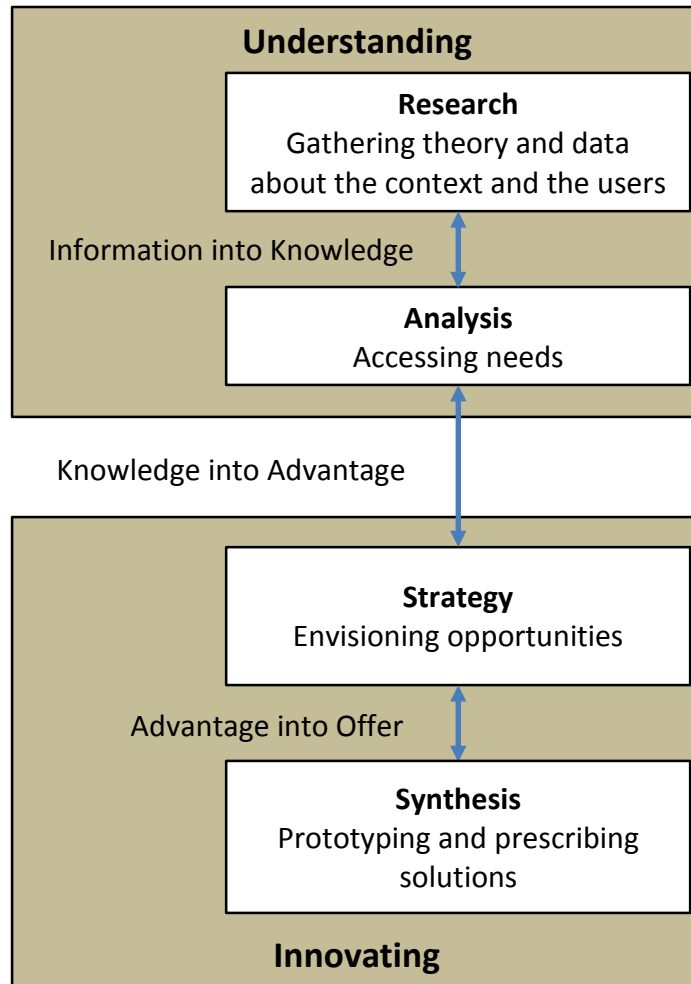 Understanding
Research
Gathering theory and data
about the context and the users
Information into Knowledge
Analysis
Accessing needs
Knowledge into Advantage
Strategy
Envisioning opportunities
Advantage into Offer
Synthesis
Prototyping and prescribing
solutions
Innovating